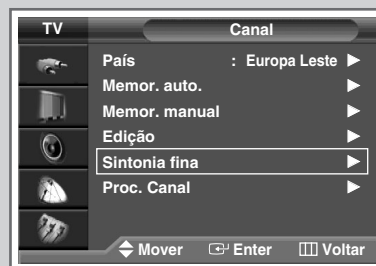 TV Canal
País : Europa Leste
Memor. auto.
Memor. manual
Edição
Sintonia fina
Proc. Canal
Mover Enter Voltar